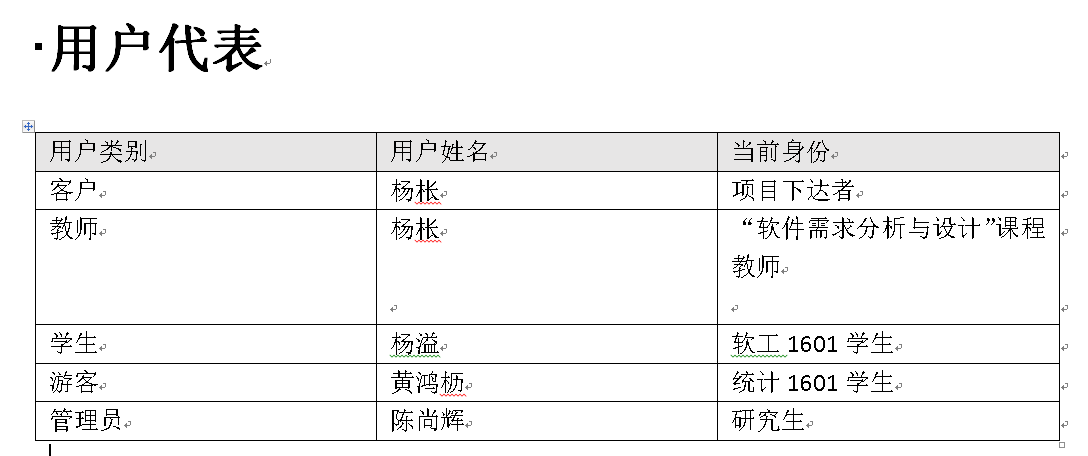 ·用户代表
用户类别 用户姓名 当前身份
客户 杨枨 项目下达者
教师 杨枨 “软件需求分析与设计”课程
教师
学生 杨溢 软工 1601 学生
游客 黄鸿枥 统计 1601 学生
管理员 陈尚辉 研究生